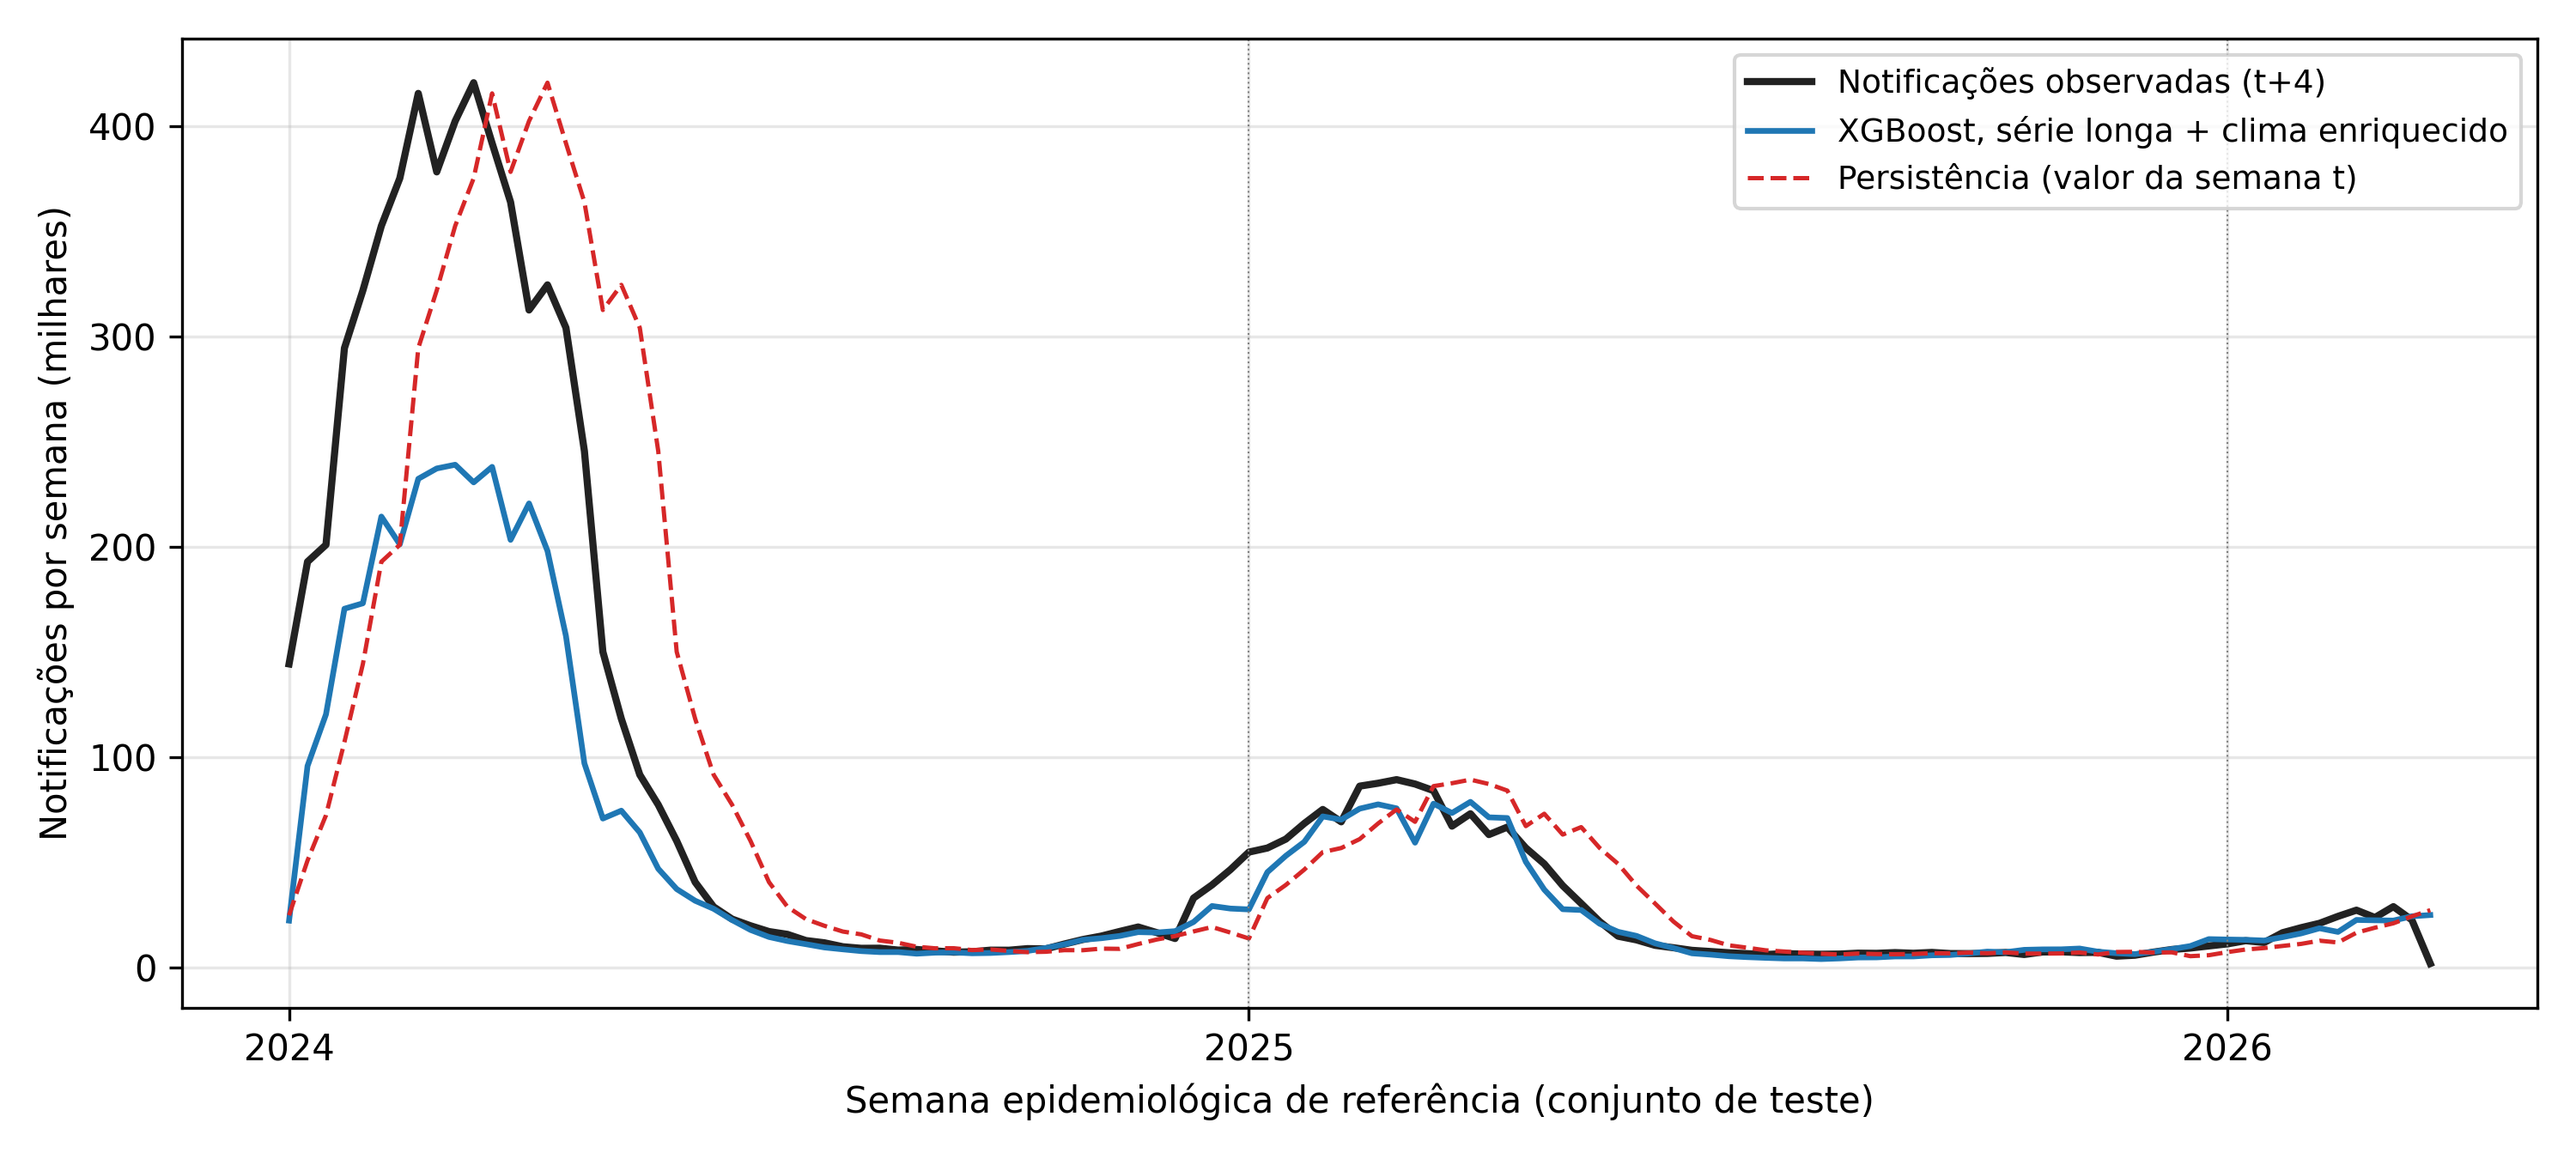 Notificações observadas (t+4)
XGBoost, série longa + clima enriquecido
Persistência (valor da semana t)
Notificações por semana (milhares)
400
300
200
100
0
2024
2025
2026
Semana epidemiológica de referência (conjunto de teste)